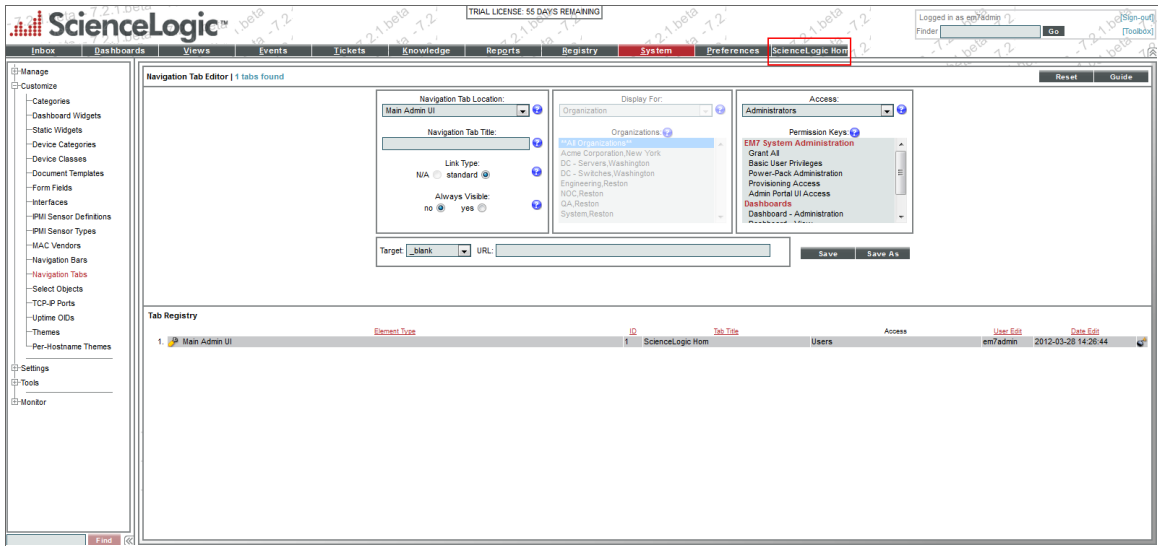 ScienceLogic™
TRIAL LICENSE: 55 DAYS REMAINING
Logged in as em7admin [Sign-out]
Finder Go [Toolbox]
Inbox Dashboards Views Events Tickets Knowledge Reports Registry System Preferences ScienceLogic Hom
Manage
Customize
Categories
Dashboard Widgets
Static Widgets
Device Categories
Device Classes
Document Templates
Form Fields
Interfaces
IPMI Sensor Definitions
IPMI Sensor Types
MAC Vendors
Navigation Bars
Navigation Tabs
Select Objects
TCP-IP Ports
Uptime OIDs
Themes
Per-Hostname Themes
Settings
Tools
Monitor
Find
Navigation Tab Editor | 1 tabs found
Reset Guide
Navigation Tab Location:
Main Admin UI
Navigation Tab Title:
Link Type:
N/A standard
Always Visible:
no yes
Display For:
Organization
Organizations:
**All Organizations**
Acme Corporation,New York
DC - Servers,Washington
DC - Switches,Washington
Engineering,Reston
NOC,Reston
QA,Reston
System,Reston
Access:
Administrators
Permission Keys:
EM7 System Administration
Grant All
Basic User Privileges
Power-Pack Administration
Provisioning Access
Admin Portal UI Access
Dashboards
Dashboard - Administration
Target: _blank URL:
Save Save As
Tab Registry
Element Type ID Tab Title Access User Edit Date Edit
1. Main Admin UI 1 ScienceLogic Hom Users em7admin 2012-03-28 14:26:44